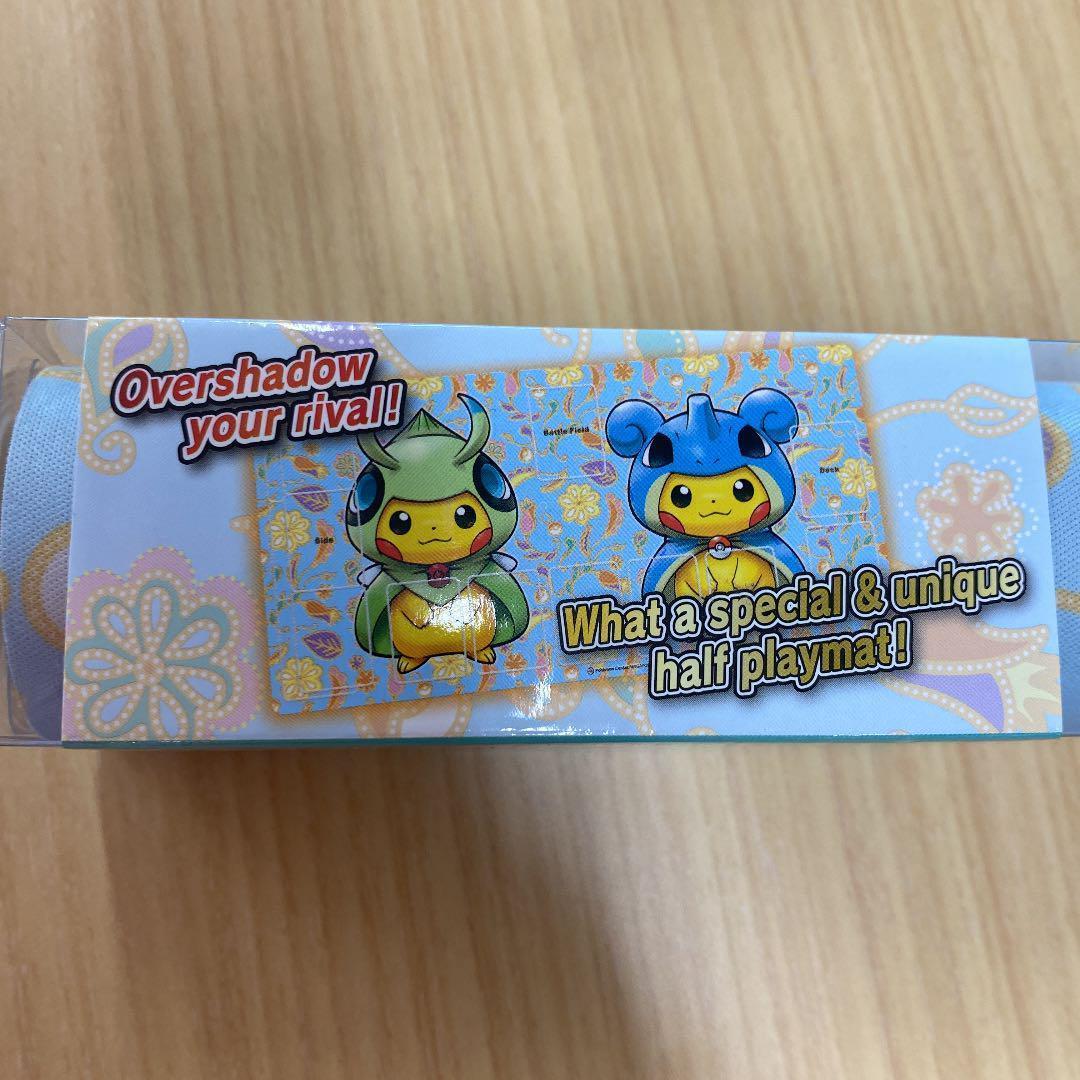 Overshadow
your rival!
Battle Field
Deck
Side
What a special & unique
half playmat!